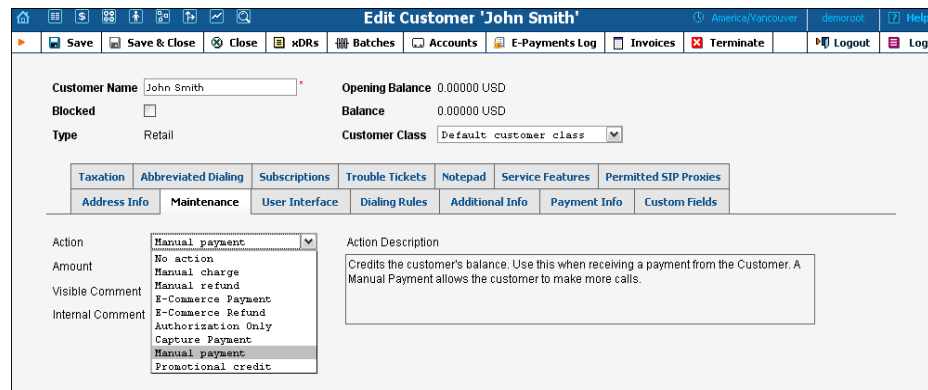 Edit Customer 'John Smith'
America/Vancouver
demoroot
Help
Save
Save & Close
Close
xDRs
Batches
Accounts
E-Payments Log
Invoices
Terminate
Logout
Log
Customer Name John Smith *
Opening Balance 0.00000 USD
Blocked
Balance 0.00000 USD
Type Retail
Customer Class Default customer class
Taxation Abbreviated Dialing Subscriptions Trouble Tickets Notepad Service Features Permitted SIP Proxies
Address Info Maintenance User Interface Dialing Rules Additional Info Payment Info Custom Fields
Action Manual payment
Action Description
Amount
Visible Comment
Internal Comment
No action
Manual charge
Manual refund
E-Commerce Payment
E-Commerce Refund
Authorization Only
Capture Payment
Manual payment
Promotional credit
Credits the customer's balance. Use this when receiving a payment from the Customer. A
Manual Payment allows the customer to make more calls.